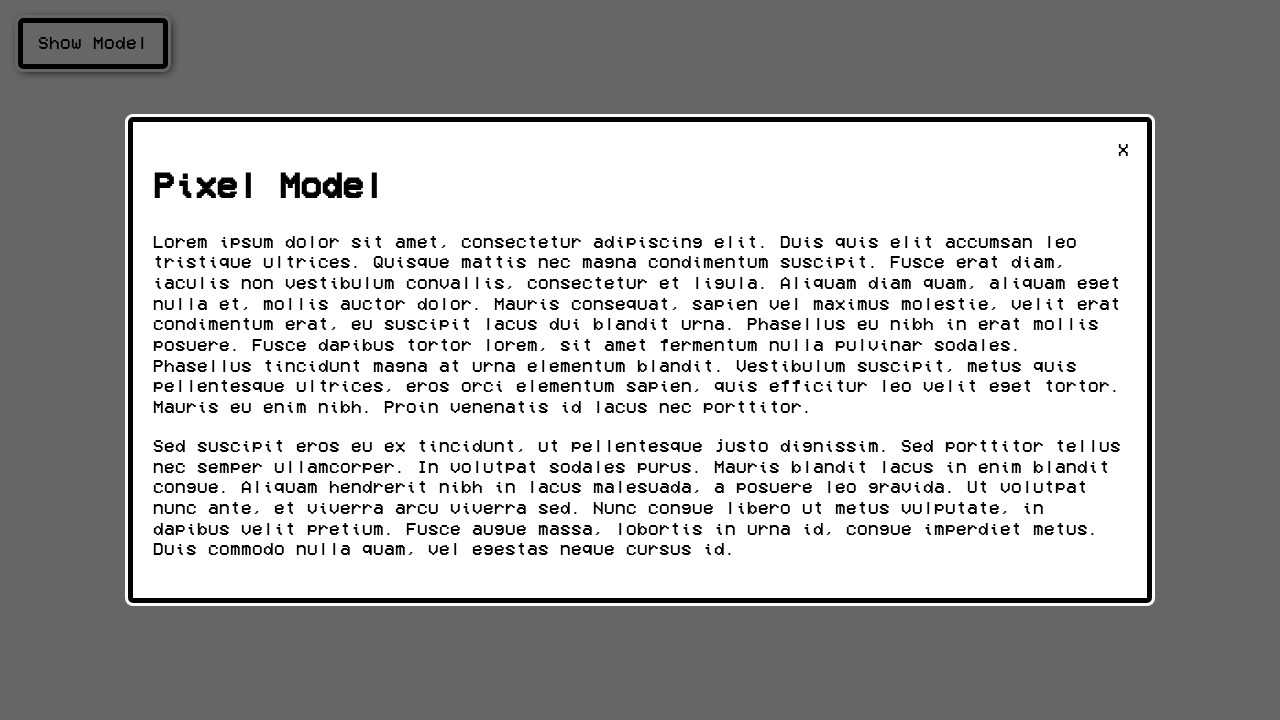 Show Model
X
Pixel Model
Lorem ipsum dolor sit amet, consectetur adipiscing elit. Duis quis elit accumsan leo
tristique ultrices. Quisque mattis nec magna condimentum suscipit. Fusce erat diam,
iaculis non vestibulum convallis, consectetur et ligula. Aliquam diam quam, aliquam eget
nulla et, mollis auctor dolor. Mauris consequat, sapien vel maximus molestie, velit erat
condimentum erat, eu suscipit lacus dui blandit urna. Phasellus eu nibh in erat mollis
posuere. Fusce dapibus tortor lorem, sit amet fermentum nulla pulvinar sodales.
Phasellus tincidunt magna at urna elementum blandit. Vestibulum suscipit, metus quis
pellentesque ultrices, eros orci elementum sapien, quis efficitur leo velit eget tortor.
Mauris eu enim nibh. Proin venenatis id lacus nec porttitor.
Sed suscipit eros eu ex tincidunt, ut pellentesque justo dignissim. Sed porttitor tellus
nec semper ullamcorper. In volutpat sodales purus. Mauris blandit lacus in enim blandit
congue. Aliquam hendrerit nibh in lacus malesuada, a posuere leo gravida. Ut volutpat
nunc ante, et viverra arcu viverra sed. Nunc congue libero ut metus vulputate, in
dapibus velit pretium. Fusce augue massa, lobortis in urna id, congue imperdiet metus.
Duis commodo nulla quam, vel egestas neque cursus id.